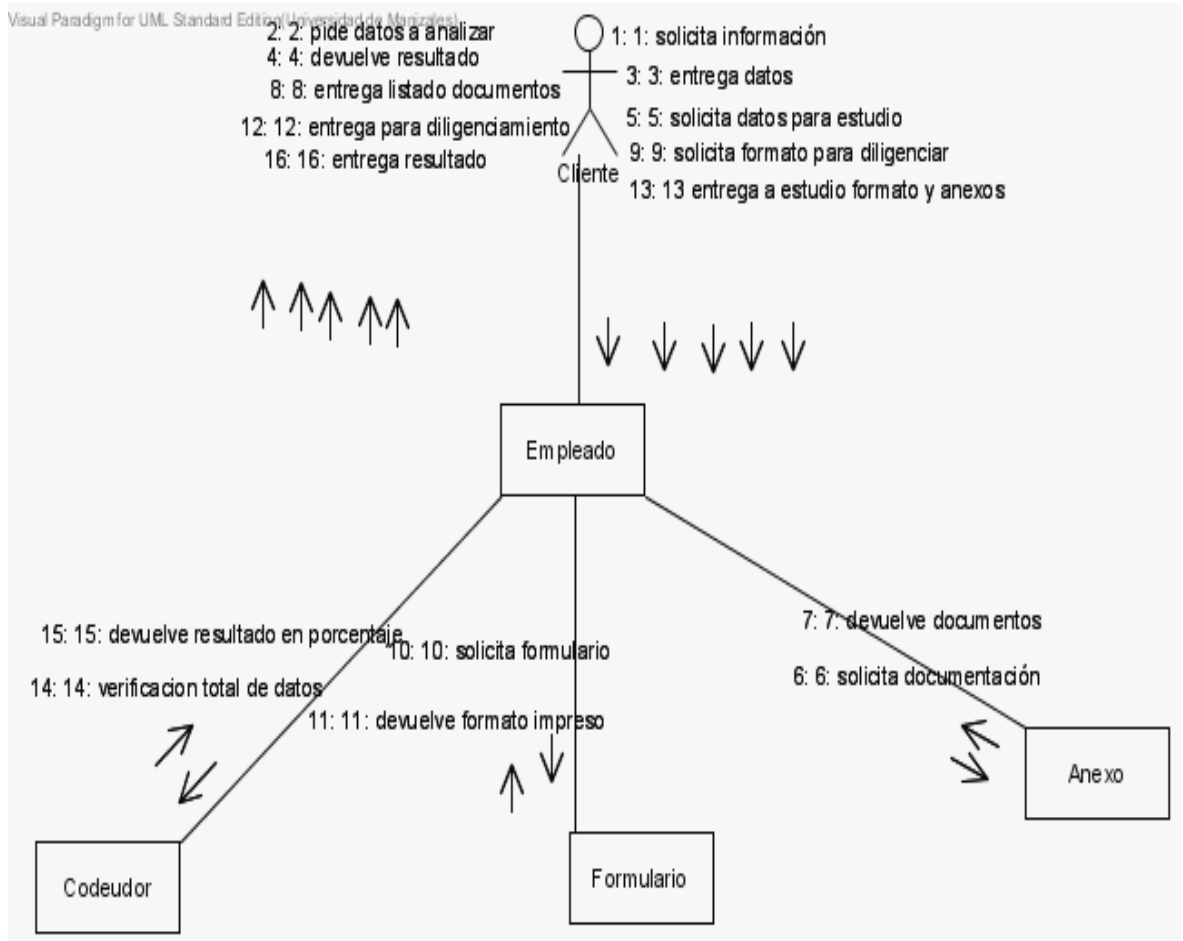 Visual Paradigm for UML Standard Edition(Universidad de Manizales)
2: 2: pide datos a analizar
4: 4: devuelve resultado
8: 8: entrega listado documentos
12: 12: entrega para diligenciamiento
16: 16: entrega resultado
1: 1: solicita información
3: 3: entrega datos
5: 5: solicita datos para estudio
9: 9: solicita formato para diligenciar
13: 13 entrega a estudio formato y anexos
Cliente
Empleado
15: 15: devuelve resultado en porcentaje
14: 14: verificacion total de datos
10: 10: solicita formulario
11: 11: devuelve formato impreso
7: 7: devuelve documentos
6: 6: solicita documentación
Anexo
Codeudor
Formulario